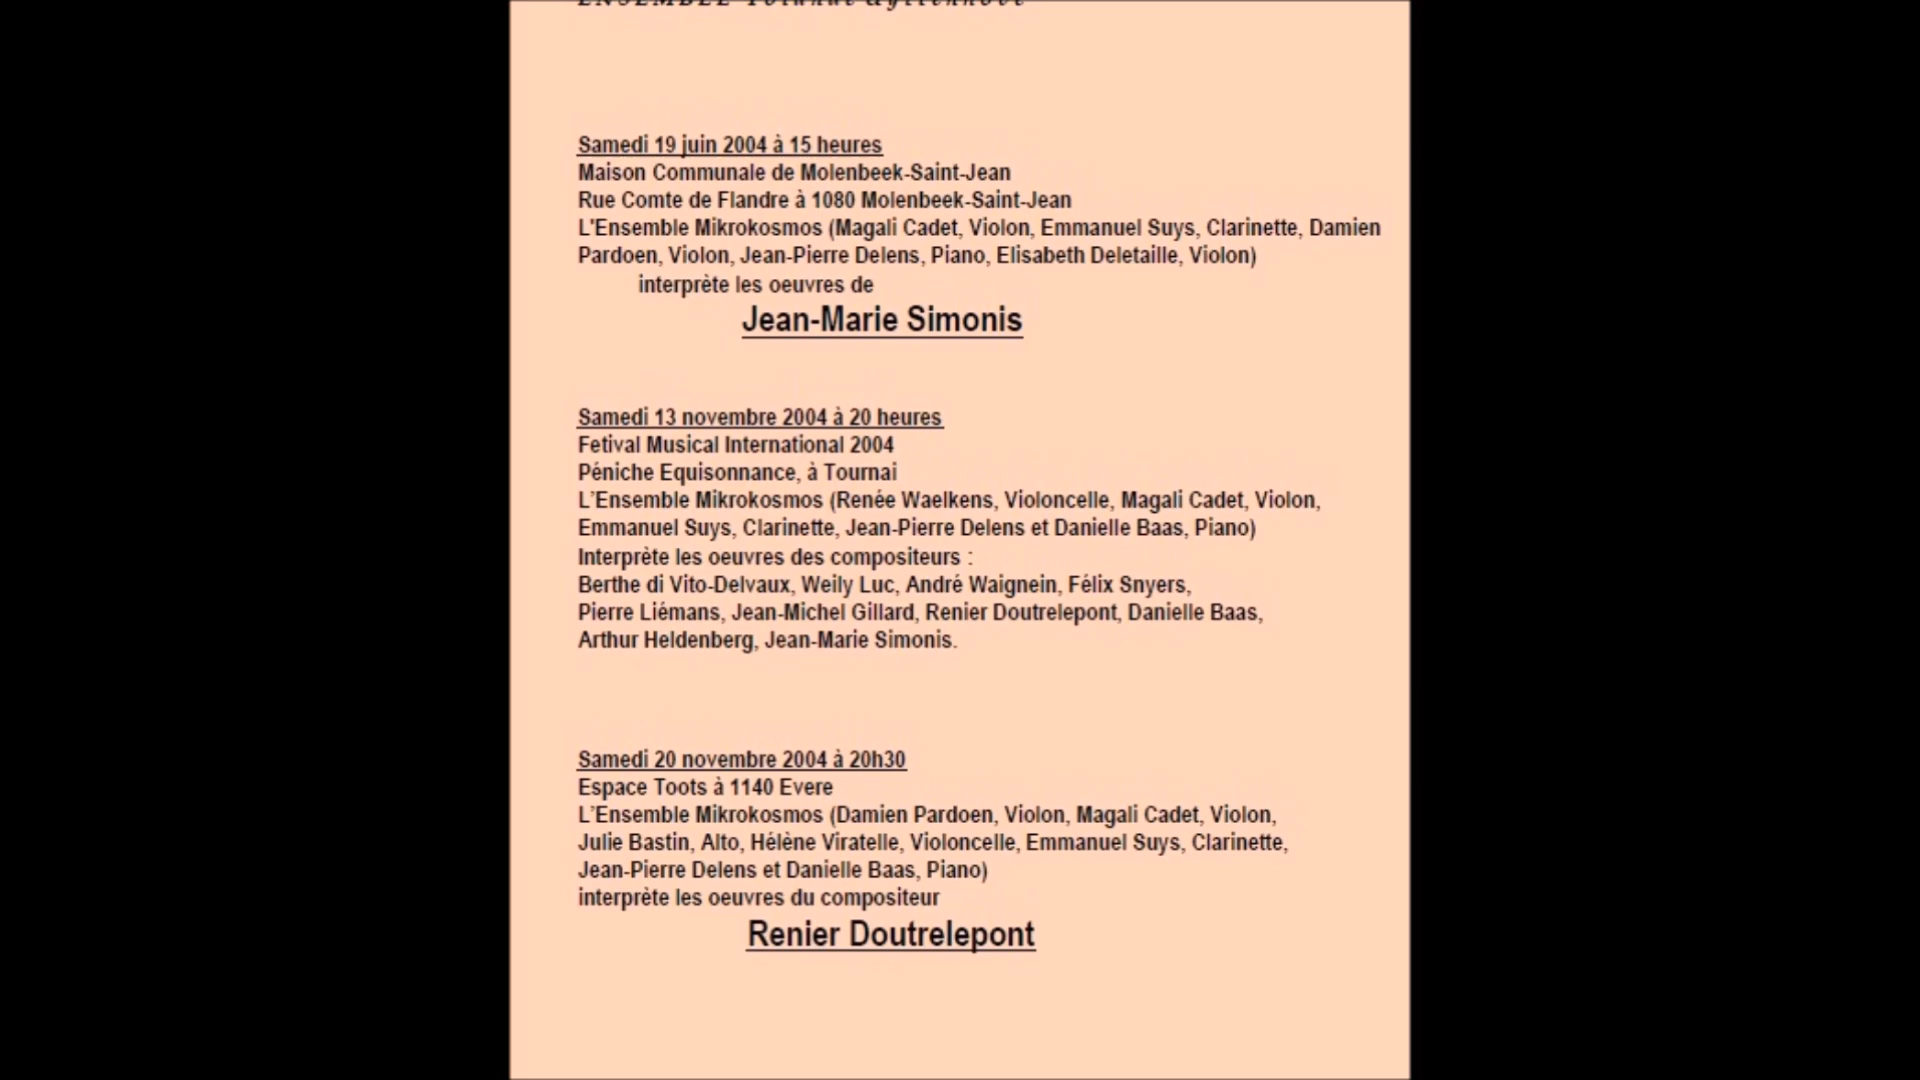 ENSEMBLE
Samedi 19 juin 2004 à 15 heures
Maison Communale de Molenbeek-Saint-Jean
Rue Comte de Flandre à 1080 Molenbeek-Saint-Jean
L'Ensemble Mikrokosmos (Magali Cadet, Violon, Emmanuel Suys, Clarinette, Damien
Pardoen, Violon, Jean-Pierre Delens, Piano, Elisabeth Deletaille, Violon)
interprète les oeuvres de
Jean-Marie Simonis
Samedi 13 novembre 2004 à 20 heures
Fetival Musical International 2004
Péniche Equisonnance, à Tournai
L’Ensemble Mikrokosmos (Renée Waelkens, Violoncelle, Magali Cadet, Violon,
Emmanuel Suys, Clarinette, Jean-Pierre Delens et Danielle Baas, Piano)
Interprète les oeuvres des compositeurs :
Berthe di Vito-Delvaux, Weily Luc, André Waignein, Félix Snyers,
Pierre Liémans, Jean-Michel Gillard, Renier Doutrelepont, Danielle Baas,
Arthur Heldenberg, Jean-Marie Simonis.
Samedi 20 novembre 2004 à 20h30
Espace Toots à 1140 Evere
L’Ensemble Mikrokosmos (Damien Pardoen, Violon, Magali Cadet, Violon,
Julie Bastin, Alto, Hélène Viratelle, Violoncelle, Emmanuel Suys, Clarinette,
Jean-Pierre Delens et Danielle Baas, Piano)
interprète les oeuvres du compositeur
Renier Doutrelepont